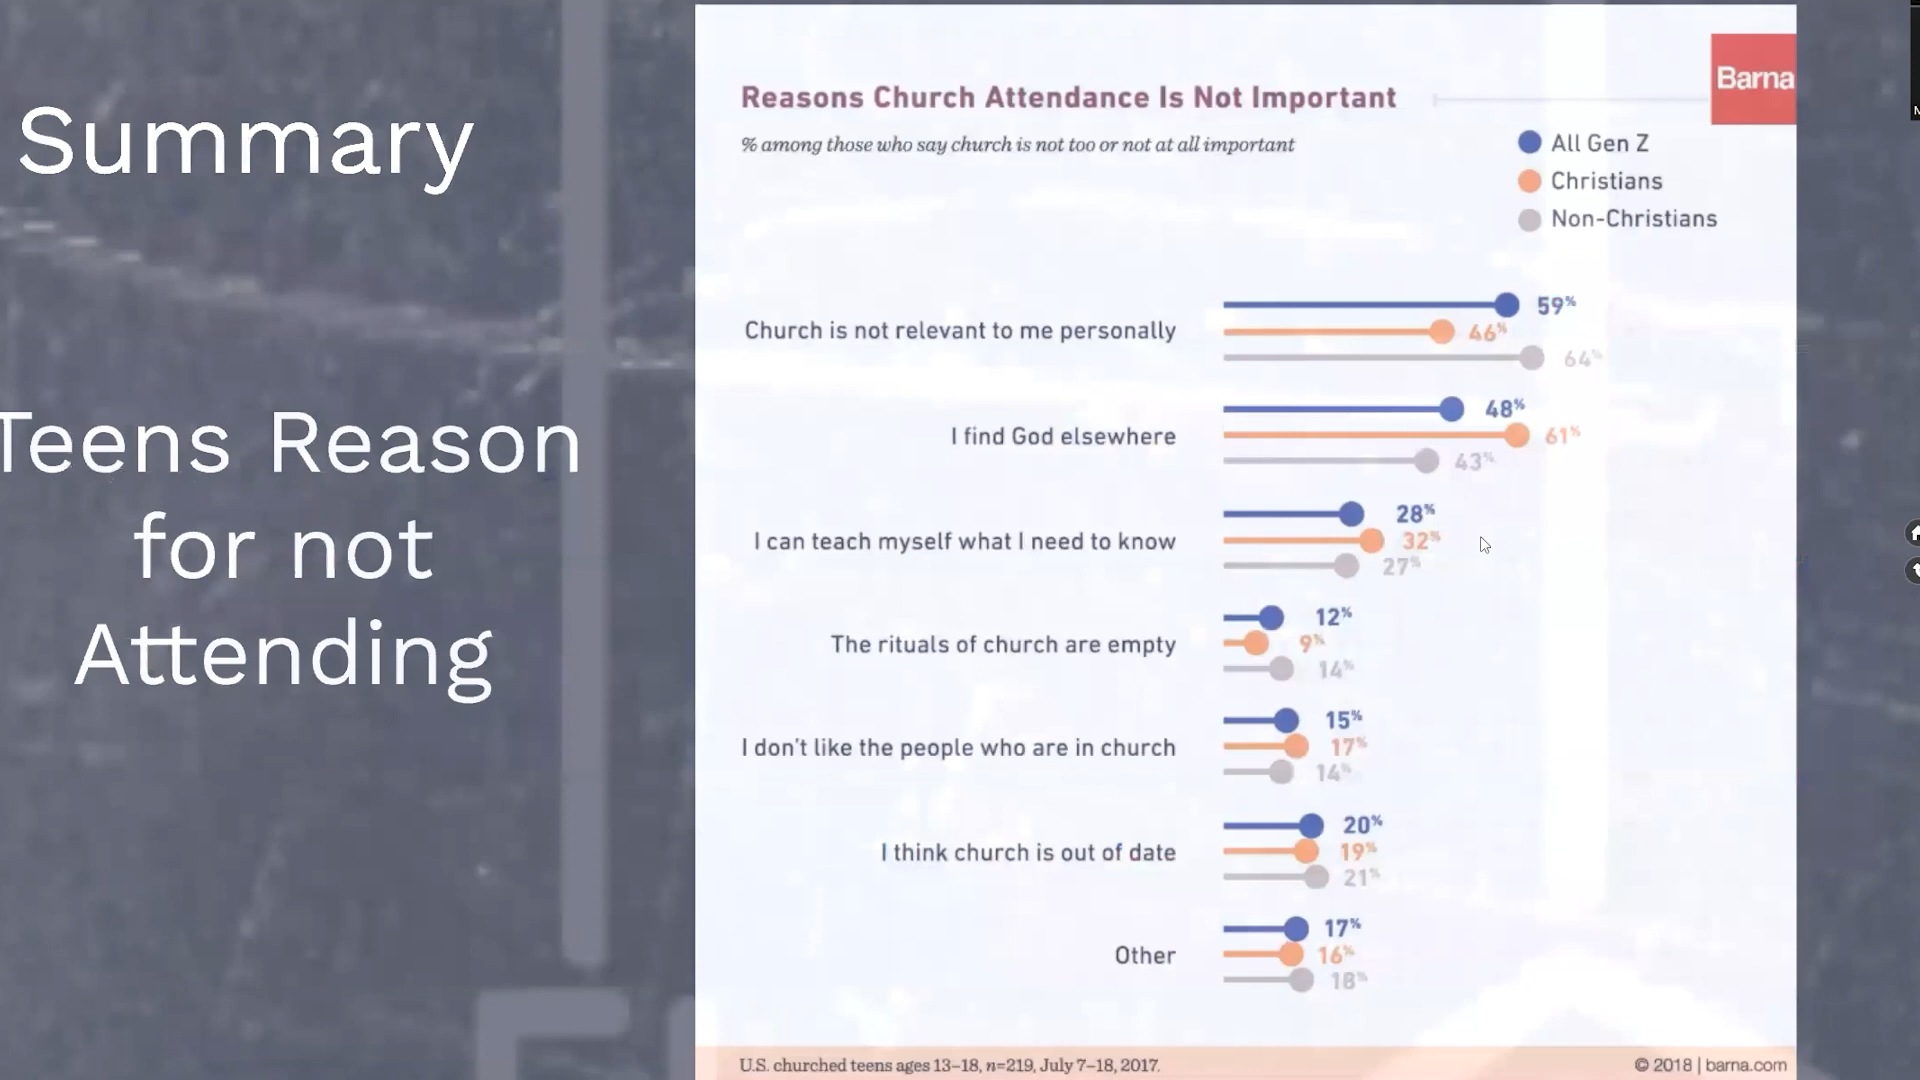 Summary
Teens Reason
for not
Attending
Barna
Reasons Church Attendance Is Not Important
% among those who say church is not too or not at all important
All Gen Z
Christians
Non-Christians
Church is not relevant to me personally
59%
46%
64%
I find God elsewhere
48%
61%
43%
I can teach myself what I need to know
28%
32%
27%
The rituals of church are empty
12%
9%
14%
I don't like the people who are in church
15%
17%
14%
I think church is out of date
20%
19%
21%
Other
17%
16%
18%
U.S. churched teens ages 13–18, n=219, July 7–18, 2017.
© 2018 | barna.com